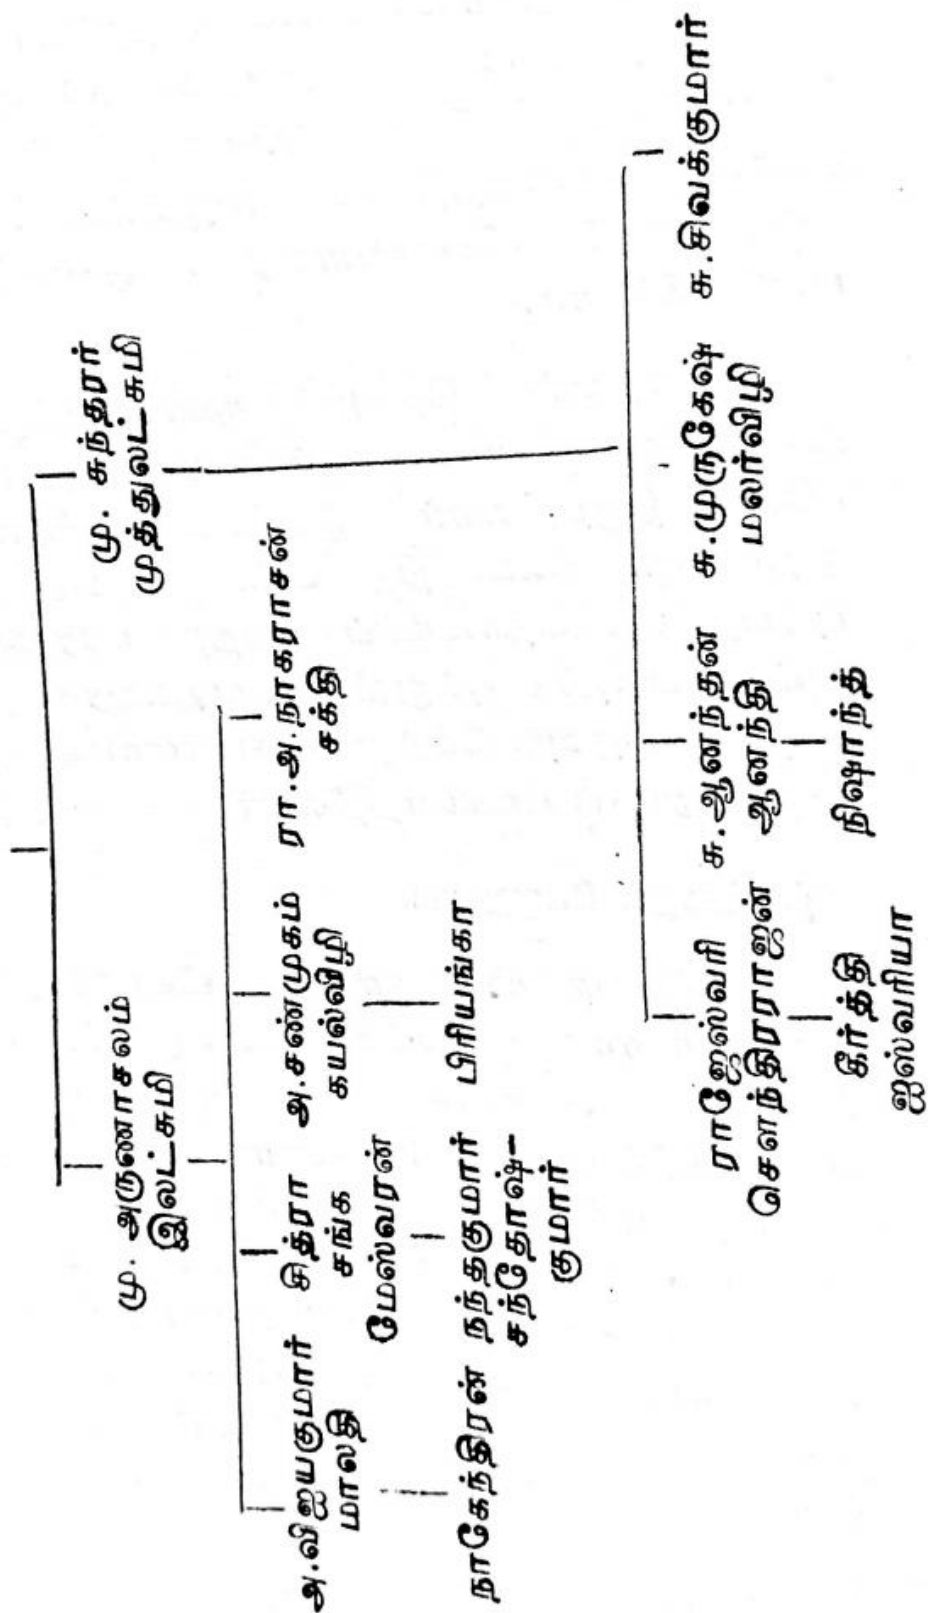 மு. அருணாசலம்
இலட்சுமி
மு. சுந்தரர்
முத்துலட்சுமி
அ.விஜயகுமார்
மாலதி
சித்ரா
சங்க
மேஸ்வரன்
அ.சண்முகம்
கயல்விழி
ரா.அ.நாகராசன்
சக்தி
நாகேந்திரன்
நந்தகுமார்
சந்தோஷ்-
குமார்
பிரியங்கா
ராஜேஸ்வரி
சௌந்திரராஜன்
சு.ஆனந்தன்
ஆனந்தி
சு.முருகேஷ்
மலர்விழி
சு.சிவக்குமார்
கீர்த்தி
ஐஸ்வரியா
நிஷாந்த்